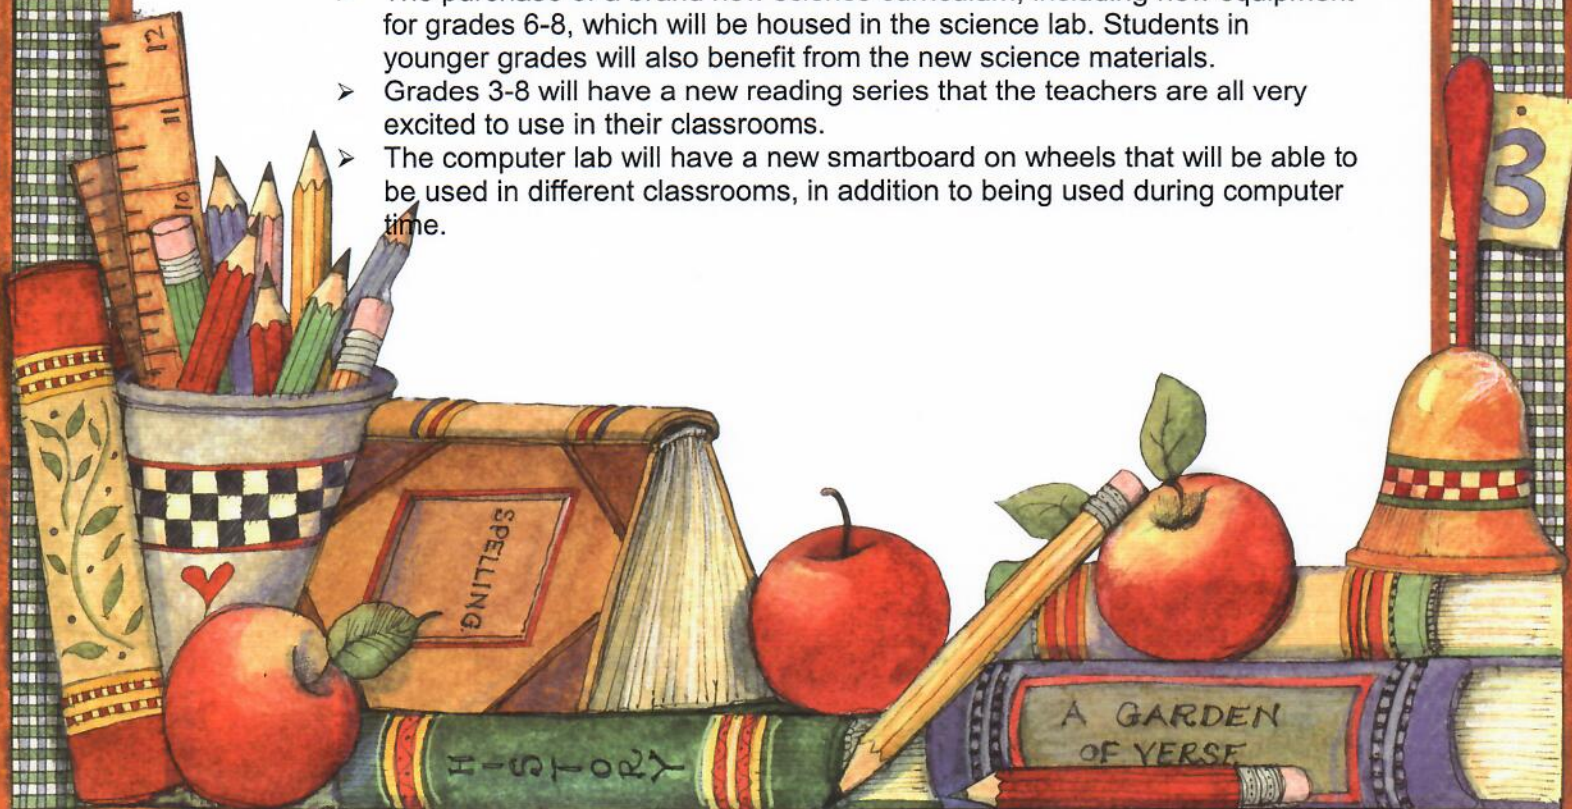 for grades 6-8, which will be housed in the science lab. Students in
younger grades will also benefit from the new science materials.
➤ Grades 3-8 will have a new reading series that the teachers are all very
excited to use in their classrooms.
➤ The computer lab will have a new smartboard on wheels that will be able to
be used in different classrooms, in addition to being used during computer
time.
12
11
10
3
SPELLING.
HISTORY
A GARDEN
OF VERSE